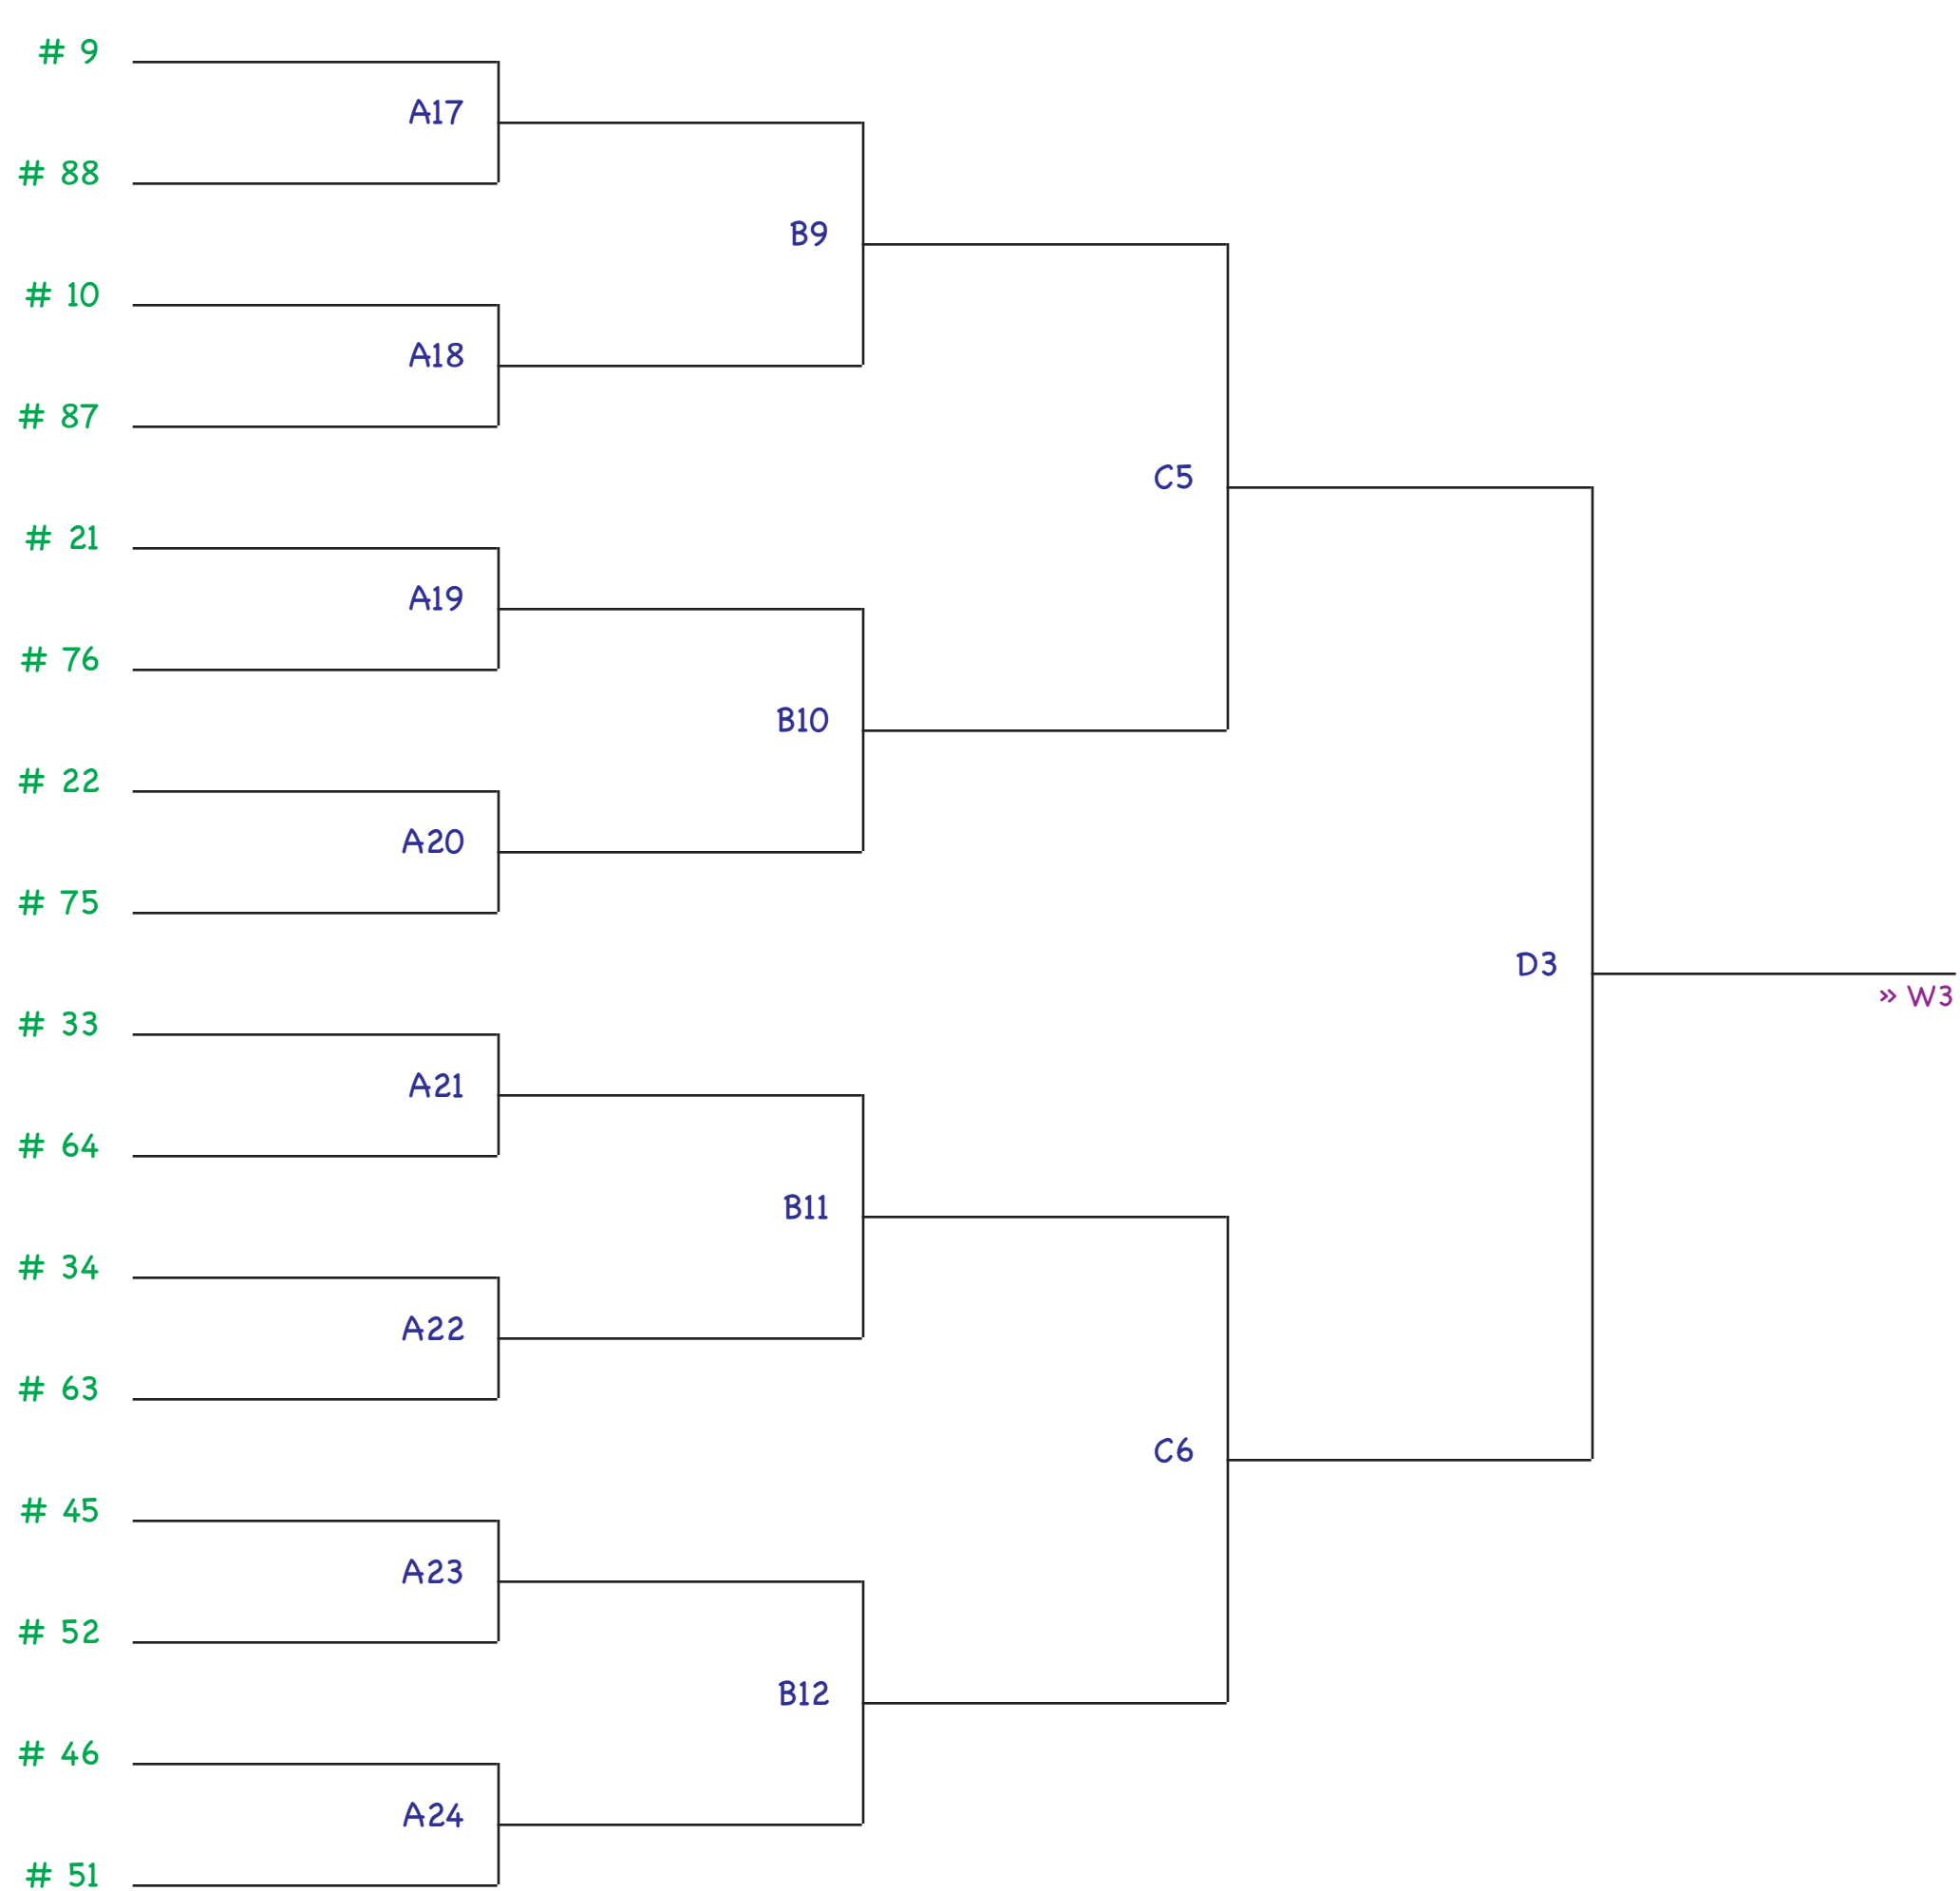 # 9
A17
# 88
B9
# 10
A18
# 87
C5
# 21
A19
# 76
B10
# 22
A20
# 75
D3
» W3
# 33
A21
# 64
B11
# 34
A22
# 63
C6
# 45
A23
# 52
B12
# 46
A24
# 51